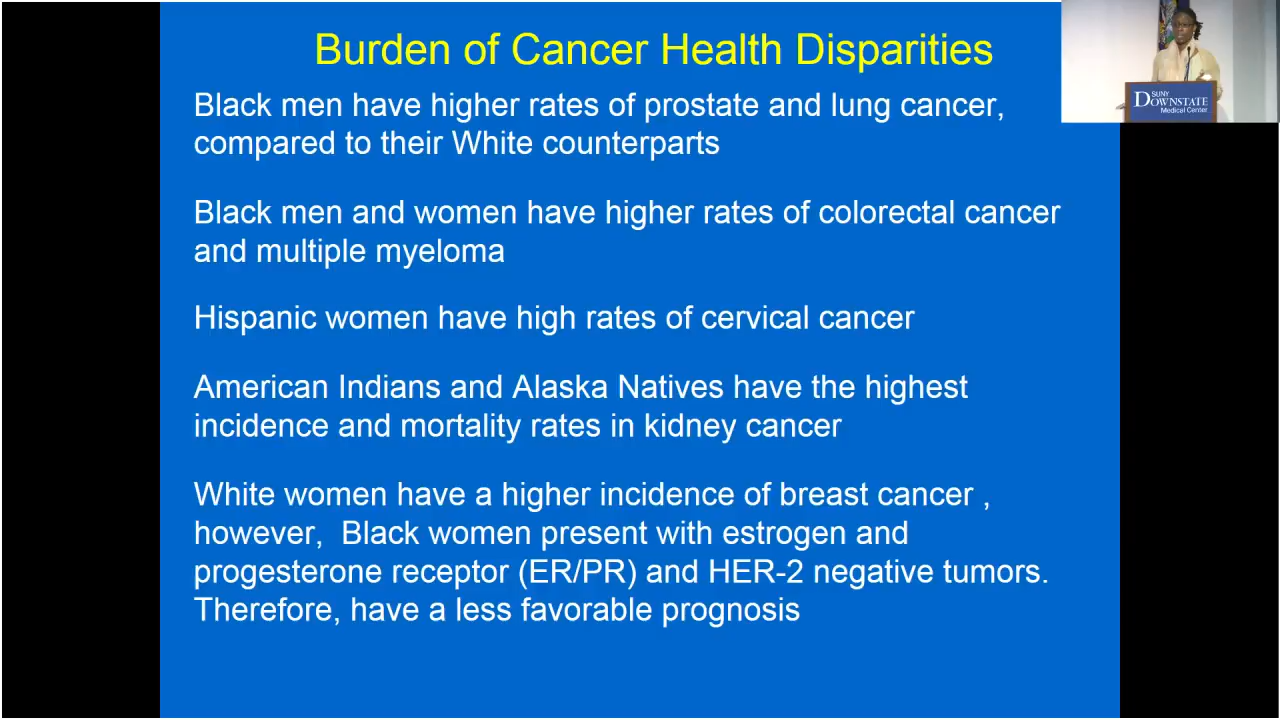 Burden of Cancer Health Disparities
Black men have higher rates of prostate and lung cancer,
compared to their White counterparts
Black men and women have higher rates of colorectal cancer
and multiple myeloma
Hispanic women have high rates of cervical cancer
American Indians and Alaska Natives have the highest
incidence and mortality rates in kidney cancer
White women have a higher incidence of breast cancer ,
however,  Black women present with estrogen and
progesterone receptor (ER/PR) and HER-2 negative tumors.
Therefore, have a less favorable prognosis
SUNY
DOWNSTATE
Medical Center